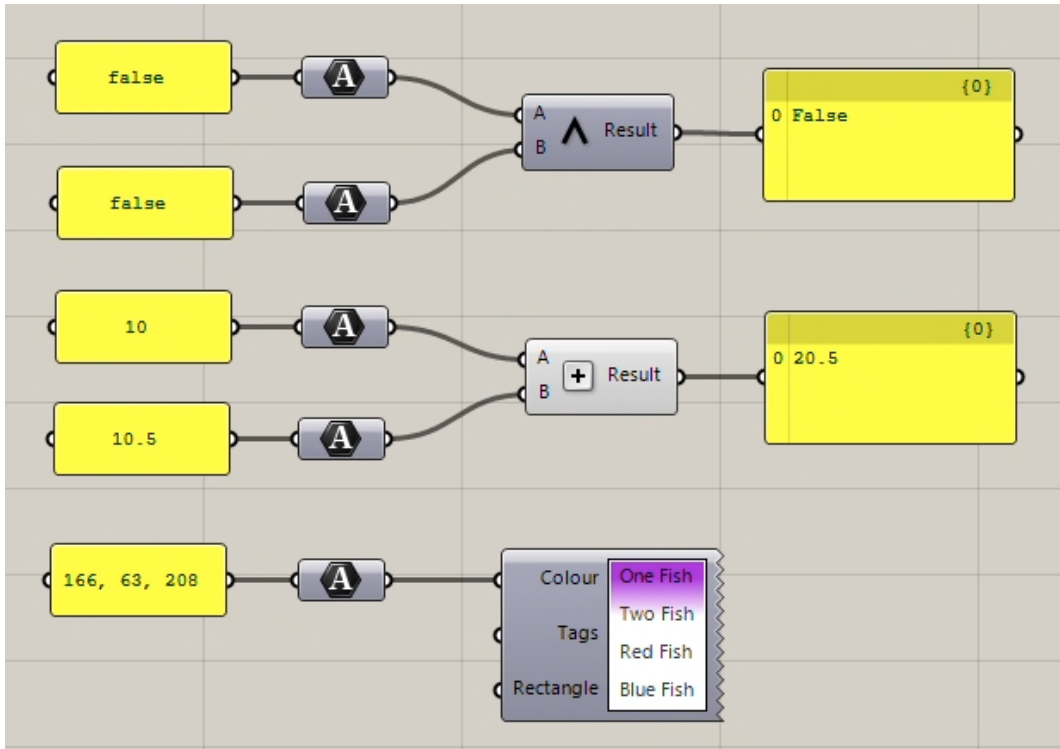 false
A
A
B
Result
{0}
0 False
false
A
10
A
A
B
+
Result
{0}
0 20.5
10.5
A
166, 63, 208
A
Colour
Tags
Rectangle
One Fish
Two Fish
Red Fish
Blue Fish